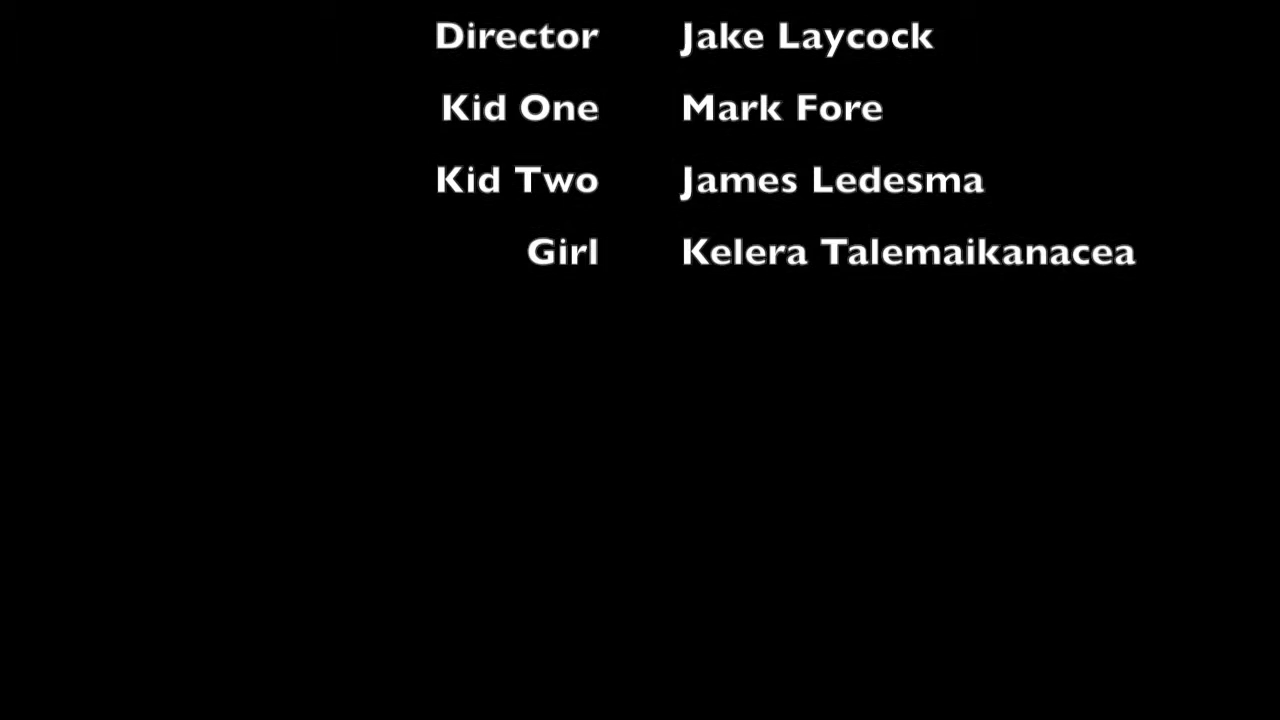 Director Jake Laycock
Kid One Mark Fore
Kid Two James Ledesma
Girl Kelera Talemaikanacea